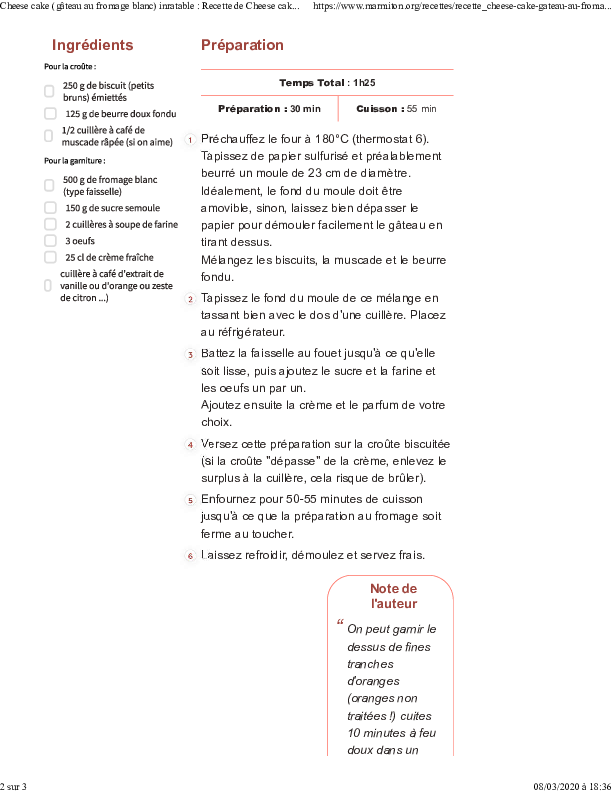 Cheese cake ( gâteau au fromage blanc) inratable : Recette de Cheese cak...
https://www.marmiton.org/recettes/recette_cheese-cake-gateau-au-froma...
Ingrédients
Pour la croûte :
250 g de biscuit (petits
bruns) émiettés
125 g de beurre doux fondu
1/2 cuillère à café de
muscade râpée (si on aime)
Pour la garniture :
500 g de fromage blanc
(type faisselle)
150 g de sucre semoule
2 cuillères à soupe de farine
3 oeufs
25 cl de crème fraîche
cuillère à café d'extrait de
vanille ou d'orange ou zeste
de citron ...)
Préparation
Temps Total : 1h25
Préparation : 30 min
Cuisson : 55 min
1 Préchauffez le four à 180°C (thermostat 6).
Tapissez de papier sulfurisé et préalablement
beurré un moule de 23 cm de diamètre.
Idéalement, le fond du moule doit être
amovible, sinon, laissez bien dépasser le
papier pour démouler facilement le gâteau en
tirant dessus.
Mélangez les biscuits, la muscade et le beurre
fondu.
2 Tapissez le fond du moule de ce mélange en
tassant bien avec le dos d'une cuillère. Placez
au réfrigérateur.
3 Battez la faisselle au fouet jusqu'à ce qu'elle
soit lisse, puis ajoutez le sucre et la farine et
les oeufs un par un.
Ajoutez ensuite la crème et le parfum de votre
choix.
4 Versez cette préparation sur la croûte biscuitée
(si la croûte "dépasse" de la crème, enlevez le
surplus à la cuillère, cela risque de brûler).
5 Enfournez pour 50-55 minutes de cuisson
jusqu'à ce que la préparation au fromage soit
ferme au toucher.
6 Laissez refroidir, démoulez et servez frais.
Note de
l'auteur
“ On peut garnir le
dessus de fines
tranches
d'oranges
(oranges non
traitées !) cuites
10 minutes à feu
doux dans un
2 sur 3
08/03/2020 à 18:36